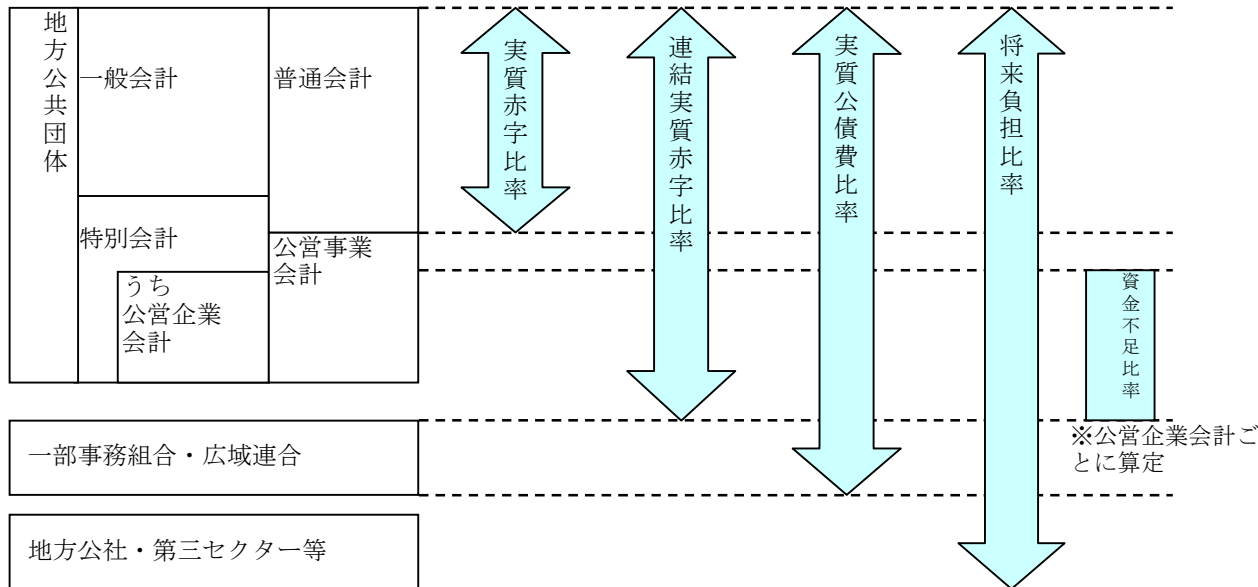 地方公共団体
一般会計
普通会計
特別会計
公営事業
会計
うち
公営企業
会計
実質赤字比率
連結実質赤字比率
実質公債費比率
将来負担比率
資金不足比率
※公営企業会計ご
とに算定
一部事務組合・広域連合
地方公社・第三セクター等